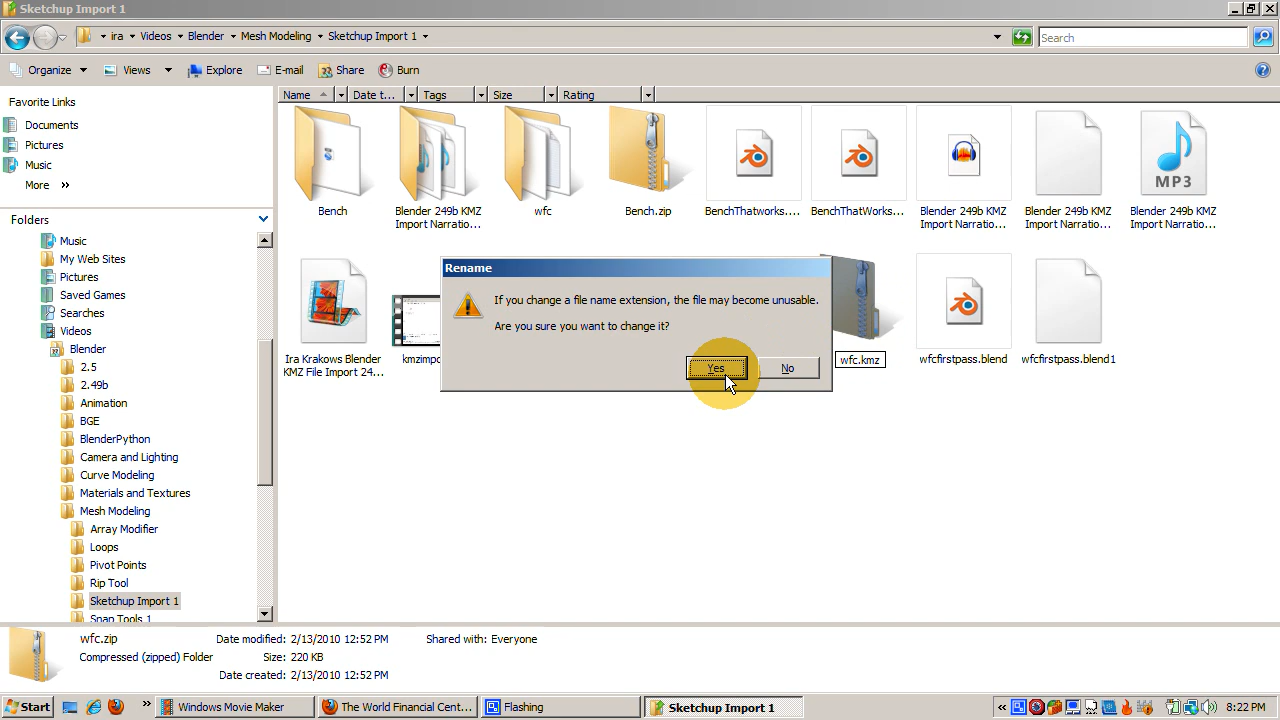 Sketchup Import 1
ira Videos Blender Mesh Modeling Sketchup Import 1
Search
Organize Views Explore E-mail Share Burn
Favorite Links
Documents
Pictures
Music
More
Folders
Music
My Web Sites
Pictures
Saved Games
Searches
Videos
Blender
2.5
2.49b
Animation
BGE
BlenderPython
Camera and Lighting
Curve Modeling
Materials and Textures
Mesh Modeling
Array Modifier
Loops
Pivot Points
Rip Tool
Sketchup Import 1
Snap Tools 1
Name Date t... Tags Size Rating
MP3
Bench
Blender 249b KMZ
Import Narratio...
wfc
Bench.zip
BenchThatworks....
BenchThatWorks...
Blender 249b KMZ
Import Narratio...
Blender 249b KMZ
Import Narratio...
Blender 249b KMZ
Import Narratio...
Ira Krakows Blender
KMZ File Import 24...
kmzimpo
wfc.kmz
wfcfirstpass.blend
wfcfirstpass.blend1
Rename
If you change a file name extension, the file may become unusable.
Are you sure you want to change it?
Yes No
wfc.zip
Compressed (zipped) Folder
Date modified: 2/13/2010 12:52 PM
Size: 220 KB
Date created: 2/13/2010 12:52 PM
Shared with: Everyone
Start Windows Movie Maker The World Financial Cent... Flashing Sketchup Import 1 8:22 PM